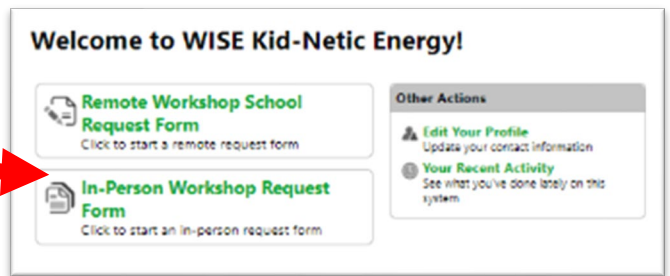 Welcome to WISE Kid-Netic Energy!
Remote Workshop School
Request Form
Click to start a remote request form
In-Person Workshop Request
Form
Click to start an in-person request form
Other Actions
Edit Your Profile
Update your contact information
Your Recent Activity
See what you've done lately on this
system